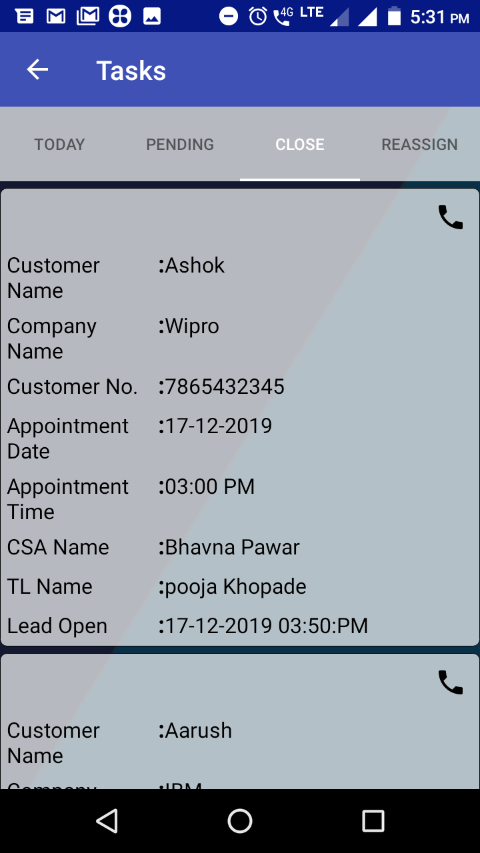 4G LTE 5:31 PM
Tasks
TODAY PENDING CLOSE REASSIGN
Customer Name :Ashok
Company Name :Wipro
Customer No. :7865432345
Appointment Date :17-12-2019
Appointment Time :03:00 PM
CSA Name :Bhavna Pawar
TL Name :pooja Khopade
Lead Open :17-12-2019 03:50:PM
Customer Name :Aarush
Company :IBM